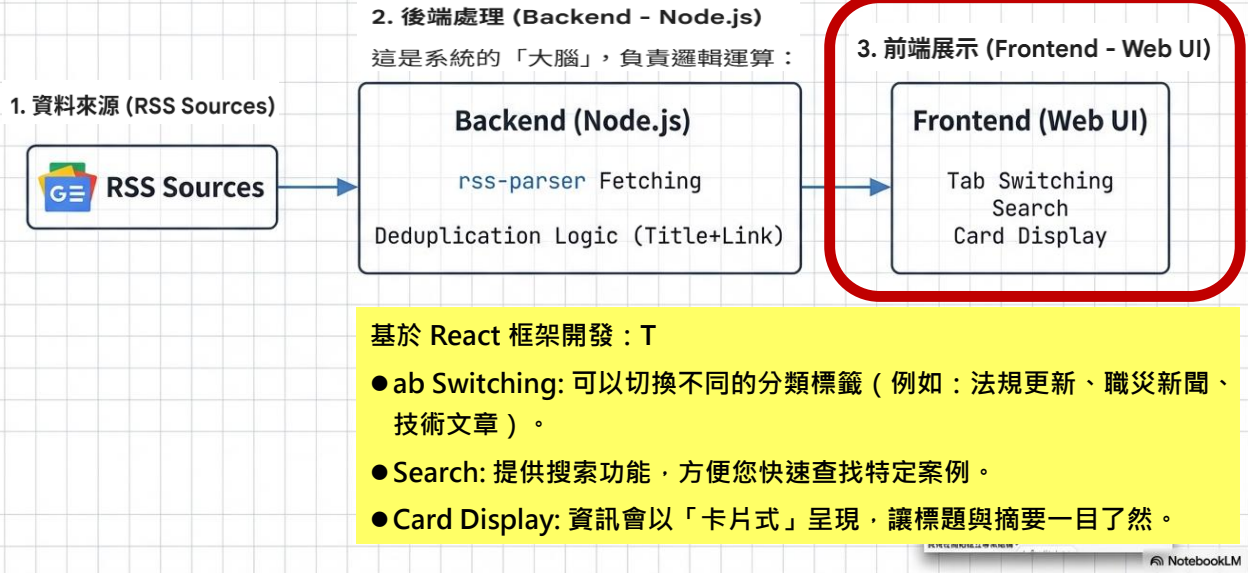 2. 後端處理 (Backend - Node.js)
這是系統的「大腦」，負責邏輯運算：
3. 前端展示 (Frontend - Web UI)
1. 資料來源 (RSS Sources)
GE RSS Sources
Backend (Node.js)
rss-parser Fetching
Deduplication Logic (Title+Link)
Frontend (Web UI)
Tab Switching
Search
Card Display
基於 React 框架開發：T
●ab Switching: 可以切換不同的分類標籤（例如：法規更新、職災新聞、
技術文章）。
●Search: 提供搜索功能，方便您快速查找特定案例。
●Card Display: 資訊會以「卡片式」呈現，讓標題與摘要一目了然。
NotebookLM